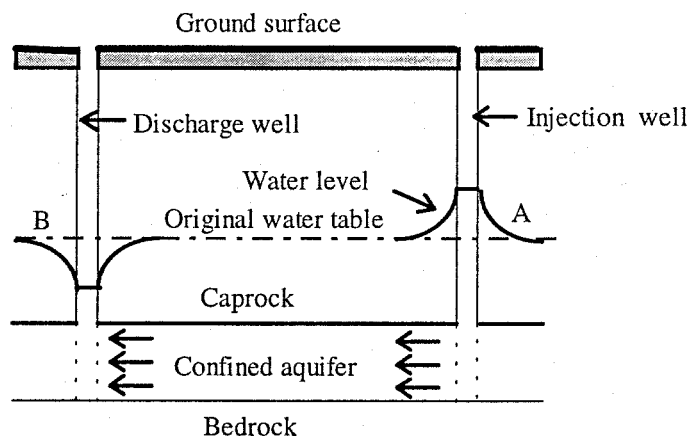 Ground surface
Discharge well
Injection well
Water level
B
Original water table
A
Caprock
Confined aquifer
Bedrock